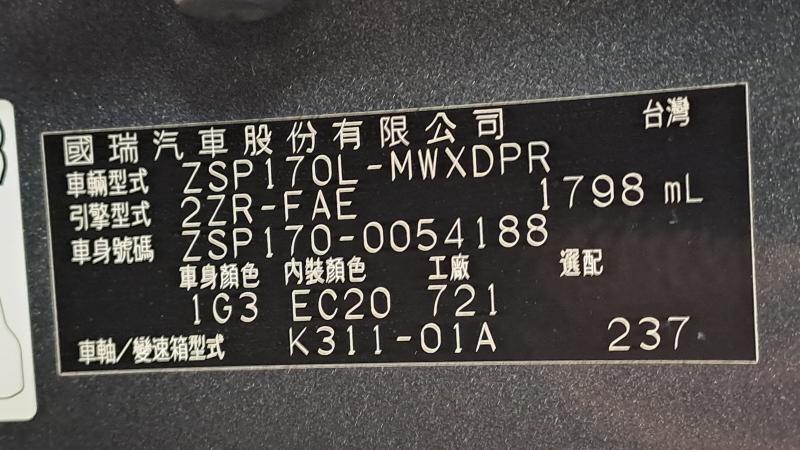 國瑞汽車股份有限公司 台灣
車輛型式 ZSP170L-MWXDPR
引擎型式 2ZR-FAE 1798 mL
車身號碼 ZSP170-0054188
車身顏色 內裝顏色 工廠 選配
1G3 EC20 721
車軸/變速箱型式 K311-01A 237